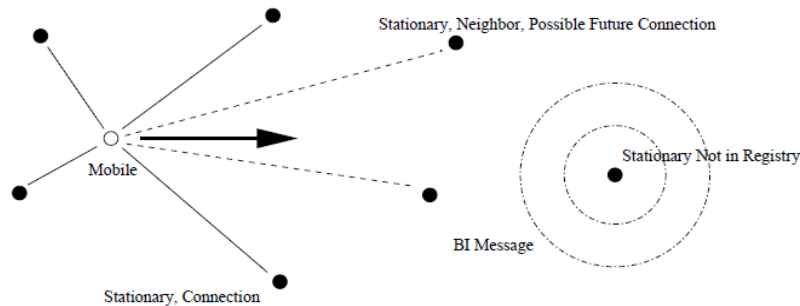 Stationary, Neighbor, Possible Future Connection
Stationary Not in Registry
Mobile
BI Message
Stationary, Connection